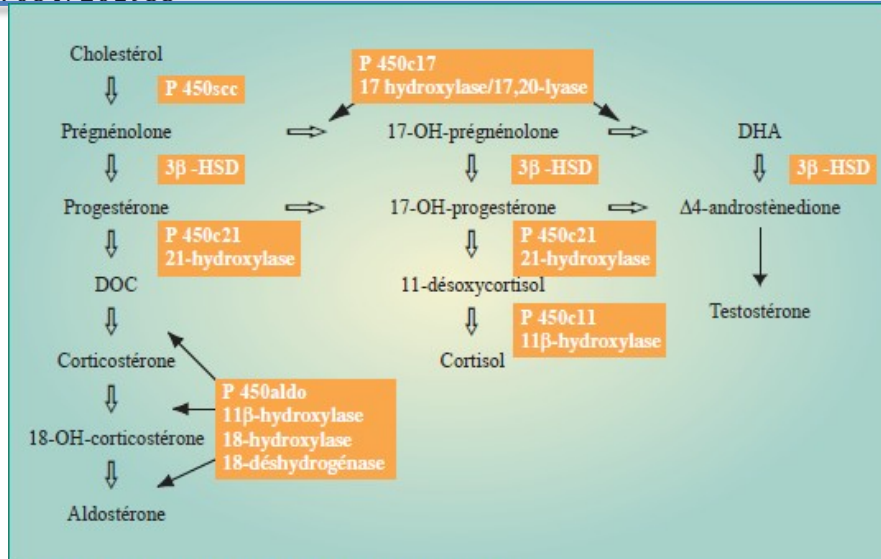 Cholestérol
P 450scc
P 450c17
17 hydroxylase/17,20-lyase
Prégnénolone
17-OH-prégnénolone
DHA
3β -HSD
3β -HSD
3β -HSD
Progestérone
17-OH-progestérone
Δ4-androstènedione
P 450c21
21-hydroxylase
P 450c21
21-hydroxylase
DOC
11-désoxycortisol
Testostérone
P 450c11
11β-hydroxylase
Corticostérone
Cortisol
P 450aldo
11β-hydroxylase
18-hydroxylase
18-déshydrogénase
18-OH-corticostérone
Aldostérone